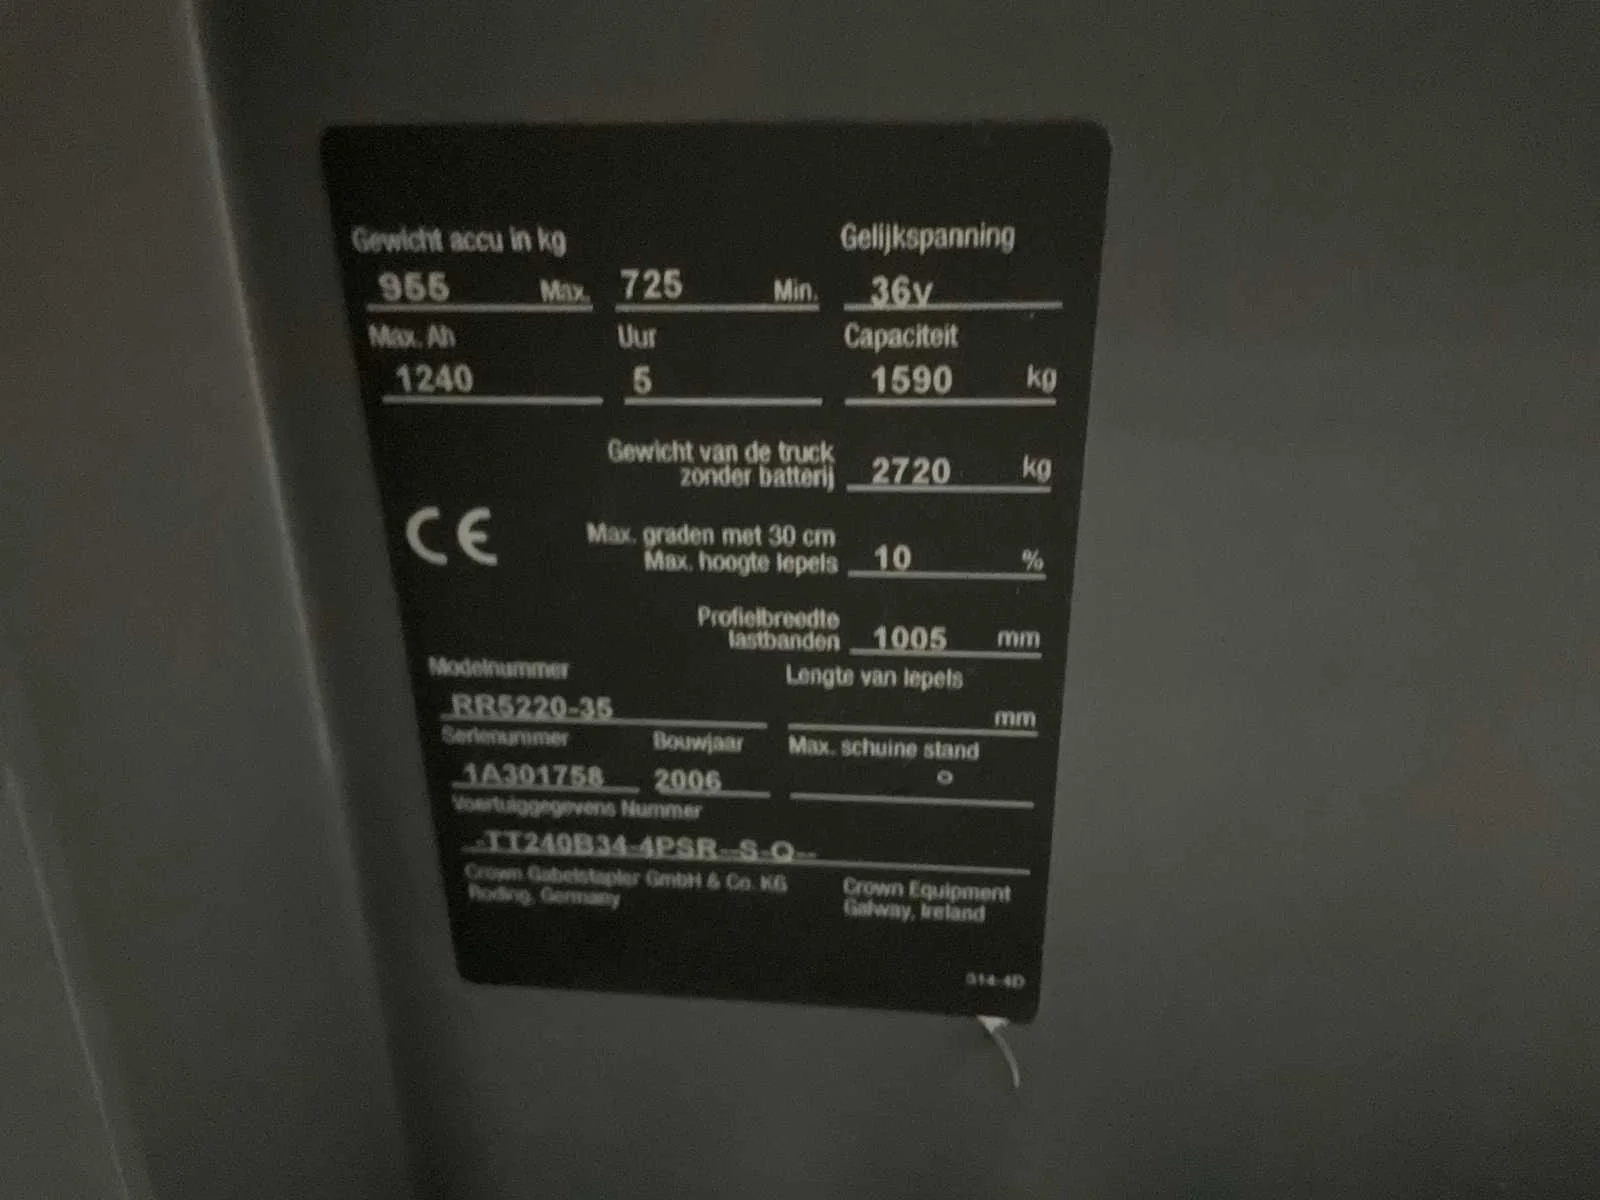 Gewicht accu in kg Gelijkspanning
955 Max. 725 Min. 36v
Max. Ah Uur Capaciteit
1240 5 1590 kg
Gewicht van de truck
zonder batterij 2720 kg
CE
Max. graden met 30 cm
Max. hoogte lepels 10 %
Profielbreedte
lastbanden 1005 mm
Modelnummer Lengte van lepels
RR5220-35 mm
Serienummer Bouwjaar Max. schuine stand
1A301758 2006 °
Voertuiggegevens Nummer
-TT240B34-4PSR--S-Q--
Crown Gabelstapler GmbH & Co. KG Crown Equipment
Roding, Germany Galway, Ireland
314-4D